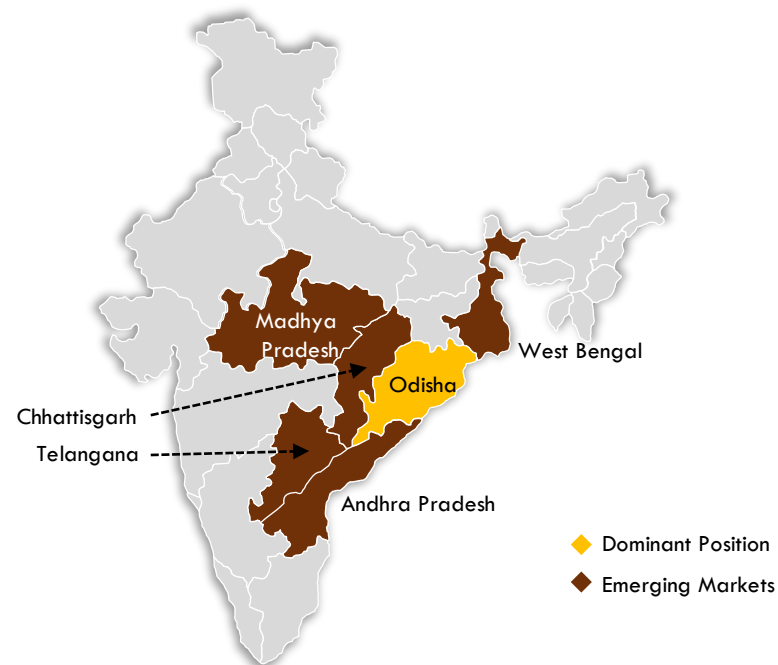 Madhya
Pradesh
West Bengal
Odisha
Chhattisgarh
Telangana
Andhra Pradesh
Dominant Position
Emerging Markets